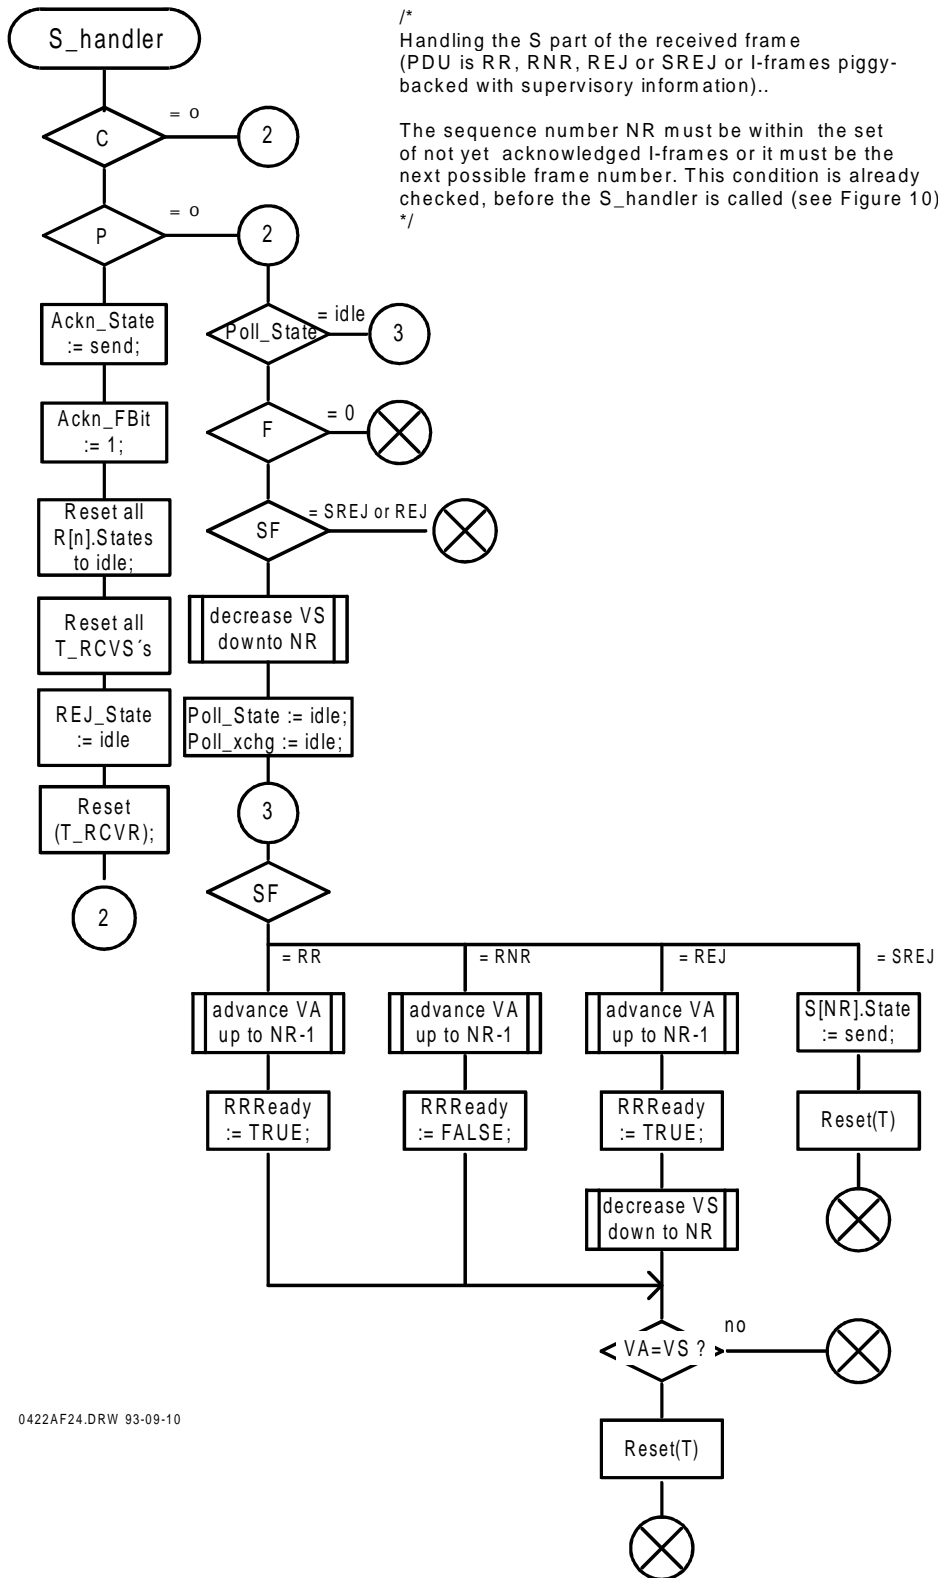 S_handler
/*
Handling the S part of the received frame
(PDU is RR, RNR, REJ or SREJ or I-frames piggy-
backed with supervisory information)..
The sequence number NR must be within the set
of not yet acknowledged I-frames or it must be the
next possible frame number. This condition is already
checked, before the S_handler is called (see Figure 10)
*/
C
= 0
2
P
= 0
2
Ackn_State
:= send;
Ackn_FBit
:= 1;
Reset all
R[n].States
to idle;
Reset all
T_RCVS´s
REJ_State
:= idle
Reset
(T_RCVR);
2
Poll_State
= idle
3
F
= 0
SF
= SREJ or REJ
decrease VS
downto NR
Poll_State := idle;
Poll_xchg := idle;
3
SF
= RR
= RNR
= REJ
= SREJ
advance VA
up to NR-1
advance VA
up to NR-1
advance VA
up to NR-1
S[NR].State
:= send;
RRReady
:= TRUE;
RRReady
:= FALSE;
RRReady
:= TRUE;
Reset(T)
decrease VS
down to NR
VA=VS ?
no
Reset(T)
0422AF24.DRW 93-09-10